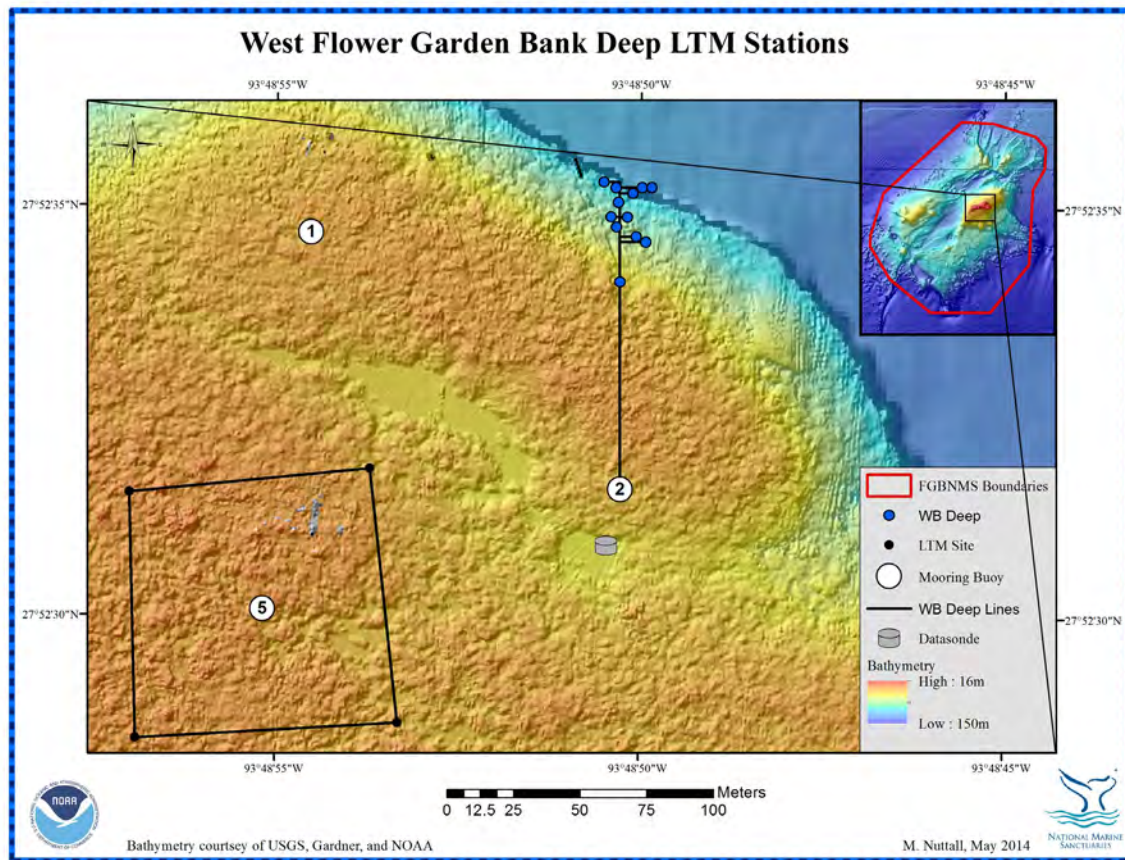 West Flower Garden Bank Deep LTM Stations
93°48'55"W
93°48'50"W
93°48'45"W
N
27°52'35"N
27°52'35"N
1
2
FGBNMS Boundaries
WB Deep
LTM Site
Mooring Buoy
WB Deep Lines
Datasonde
Bathymetry
High : 16m
Low : 150m
5
27°52'30"N
27°52'30"N
93°48'55"W
93°48'50"W
93°48'45"W
Meters
0 12.5 25 50 75 100
NOAA
Bathymetry courtsey of USGS, Gardner, and NOAA
M. Nuttall, May 2014
NATIONAL MARINE
SANCTUARIES